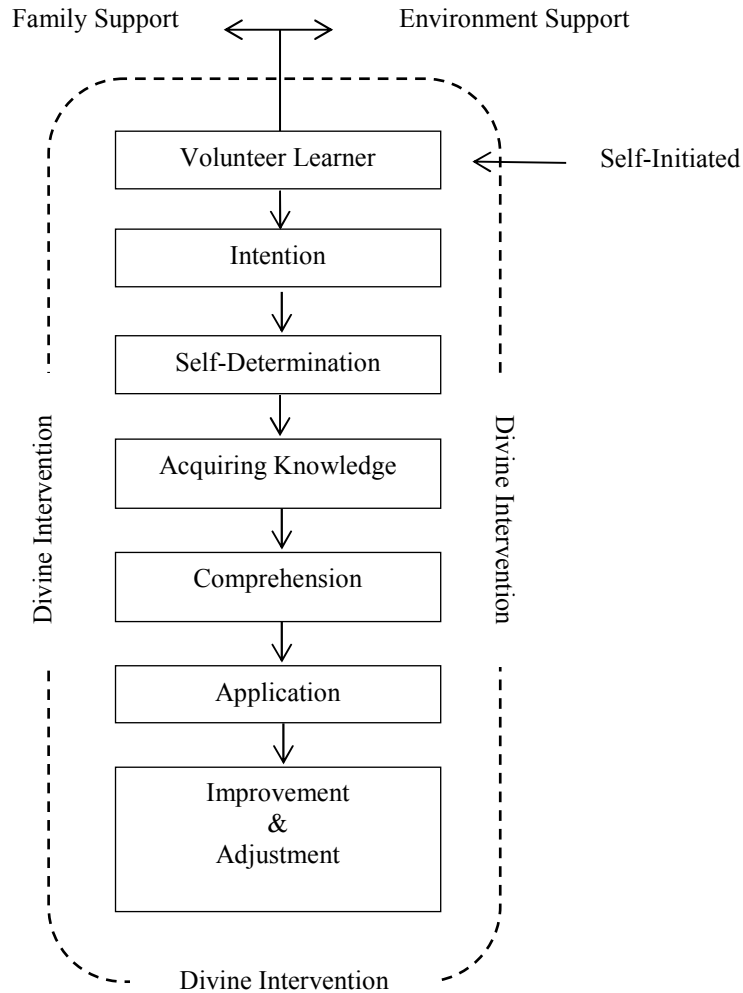 Family Support
Environment Support
Volunteer Learner
Self-Initiated
Intention
Self-Determination
Acquiring Knowledge
Divine Intervention
Divine Intervention
Comprehension
Application
Improvement
&
Adjustment
Divine Intervention